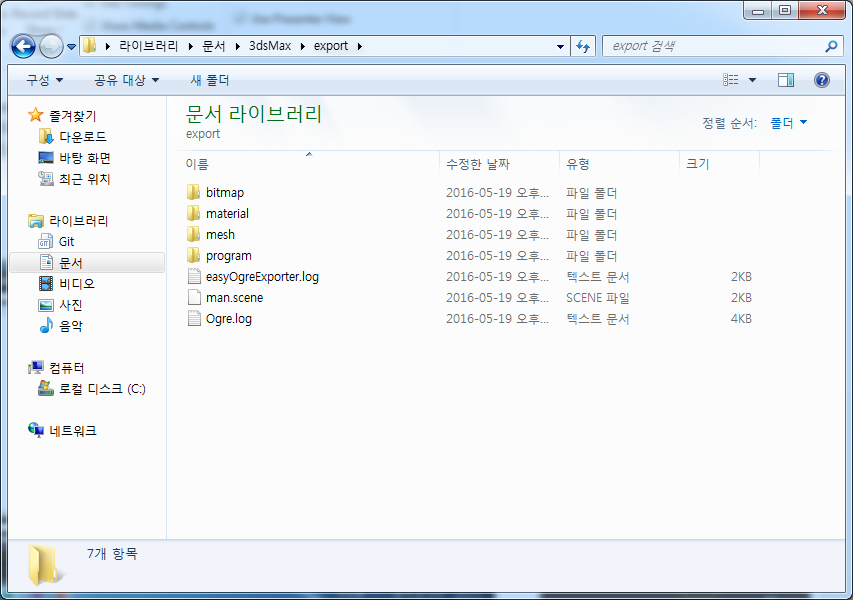 라이브러리 ▸ 문서 ▸ 3dsMax ▸ export ▸
export 검색
구성 공유 대상 새 폴더
즐겨찾기
다운로드
바탕 화면
최근 위치
라이브러리
Git
문서
비디오
사진
음악
컴퓨터
로컬 디스크 (C:)
네트워크
문서 라이브러리
export
정렬 순서: 폴더
이름 수정한 날짜 유형 크기
bitmap 2016-05-19 오후... 파일 폴더
material 2016-05-19 오후... 파일 폴더
mesh 2016-05-19 오후... 파일 폴더
program 2016-05-19 오후... 파일 폴더
easyOgreExporter.log 2016-05-19 오후... 텍스트 문서 2KB
man.scene 2016-05-19 오후... SCENE 파일 2KB
Ogre.log 2016-05-19 오후... 텍스트 문서 4KB
7개 항목